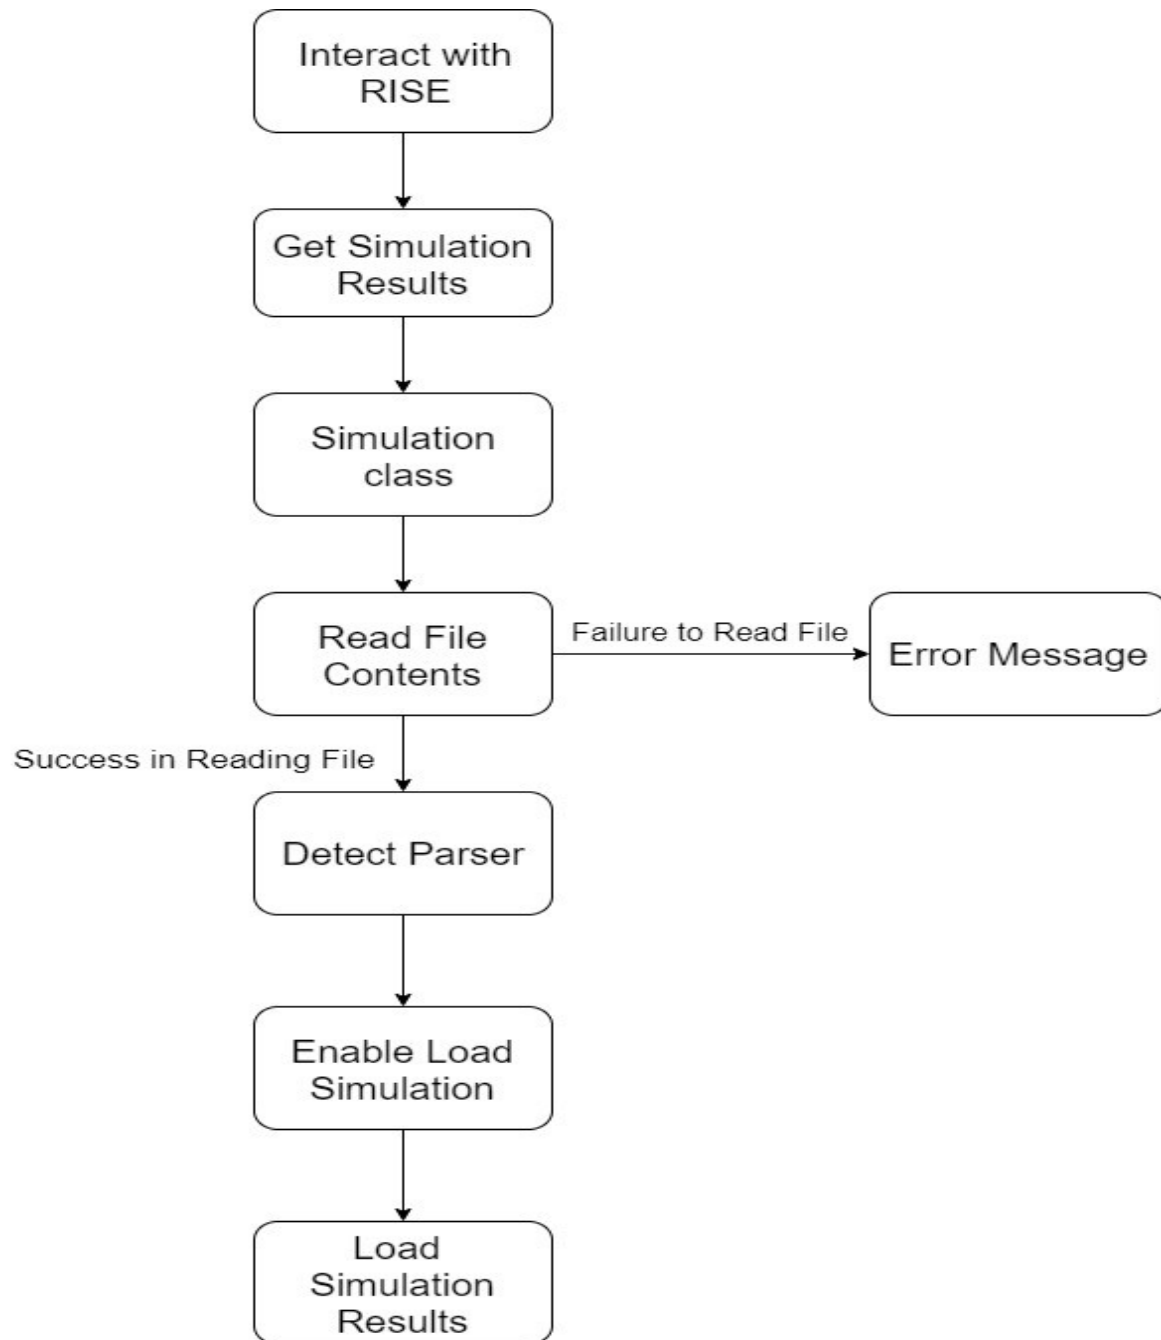 Interact with
RISE
Get Simulation
Results
Simulation
class
Read File
Contents
Failure to Read File
Error Message
Success in Reading File
Detect Parser
Enable Load
Simulation
Load
Simulation
Results